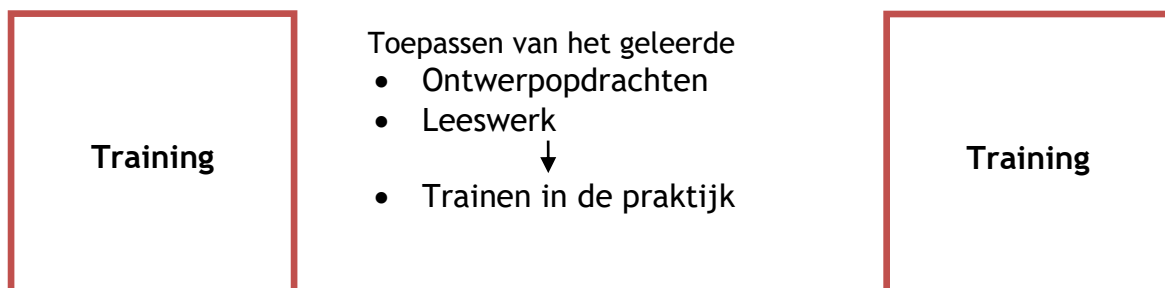 Training
Toepassen van het geleerde
• Ontwerpopdrachten
• Leeswerk
• Trainen in de praktijk
Training